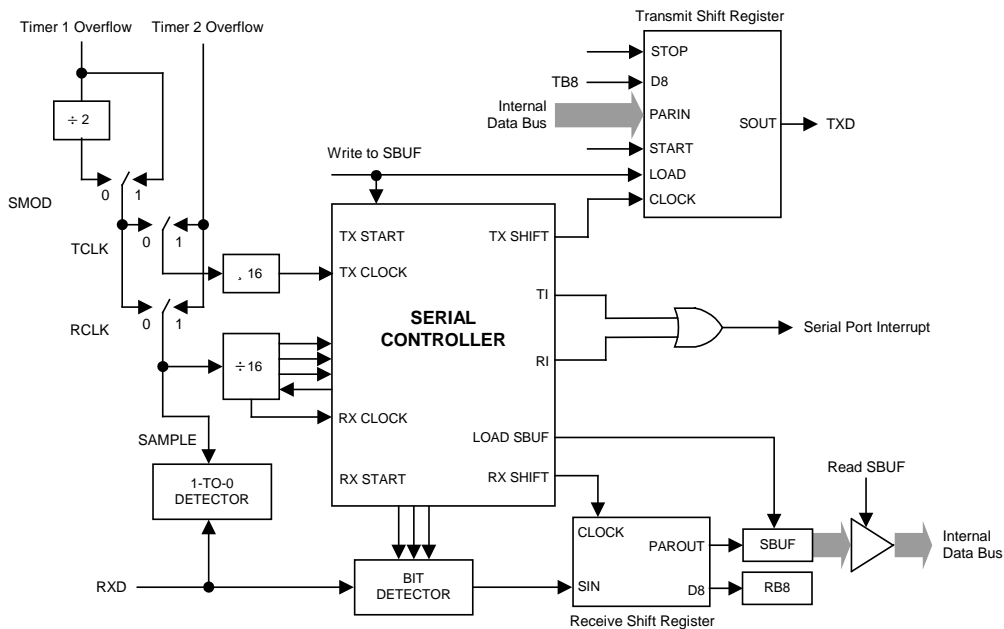 Timer 1 Overflow
Timer 2 Overflow
÷ 2
SMOD
0
1
TCLK
0
1
RCLK
0
1
¸ 16
÷16
SAMPLE
1-TO-0
DETECTOR
RXD
Write to SBUF
TX START
TX CLOCK
SERIAL
CONTROLLER
RX CLOCK
RX START
TX SHIFT
TI
RI
LOAD SBUF
RX SHIFT
BIT
DETECTOR
Transmit Shift Register
STOP
TB8
D8
Internal
Data Bus
PARIN
START
LOAD
CLOCK
SOUT
TXD
Serial Port Interrupt
CLOCK
PAROUT
SIN
D8
Receive Shift Register
SBUF
RB8
Read SBUF
Internal
Data Bus